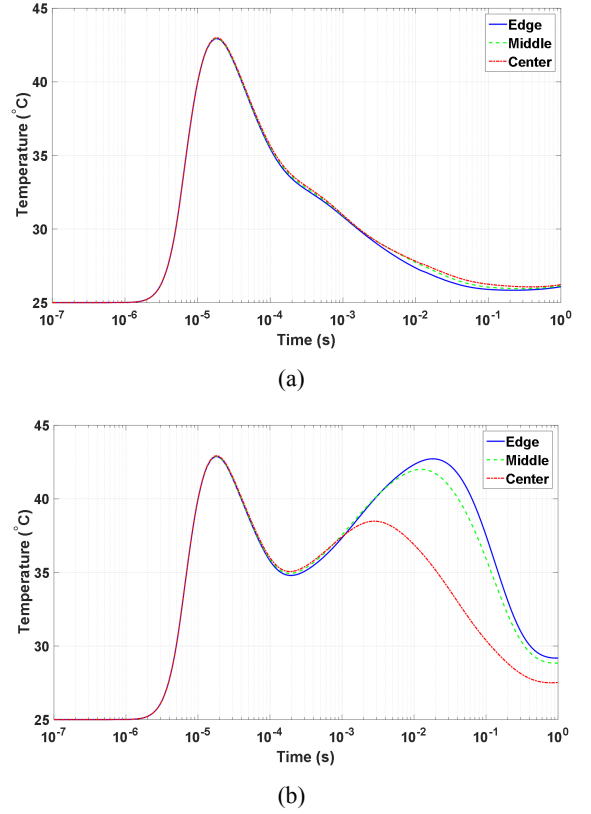 45
40
35
30
25
Temperature (°C)
Edge
Middle
Center
10-7 10-6 10-5 10-4 10-3 10-2 10-1 100
Time (s)
(a)
45
40
35
30
25
Temperature (°C)
Edge
Middle
Center
10-7 10-6 10-5 10-4 10-3 10-2 10-1 100
Time (s)
(b)